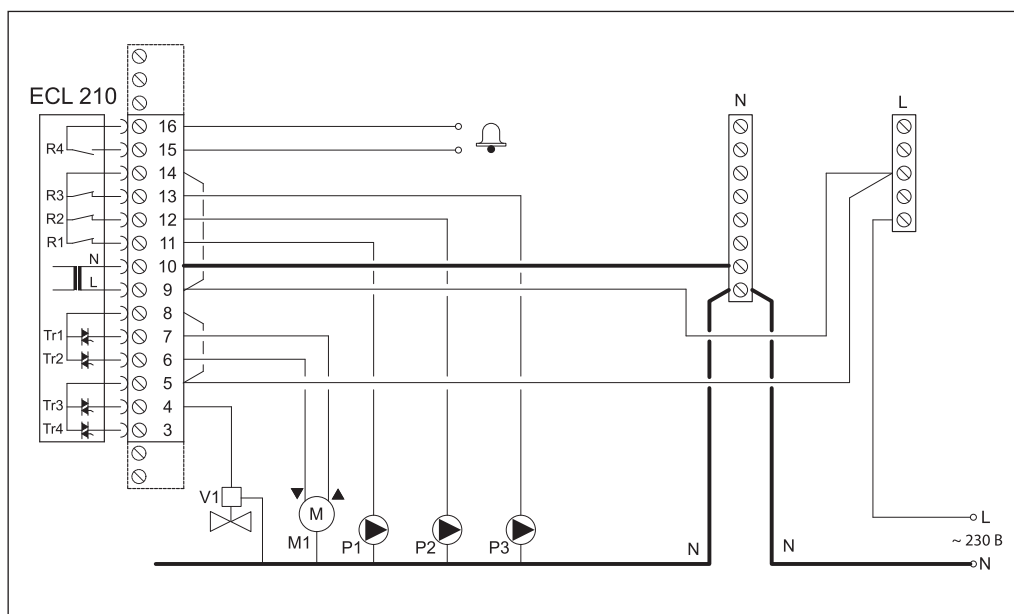 ECL 210
N
L
16
R4
15
14
R3
13
R2
12
R1
11
N
10
L
9
8
Tr1
7
Tr2
6
5
Tr3
4
Tr4
3
V1
M
M1
P1
P2
P3
N
N
L
~ 230 В
N